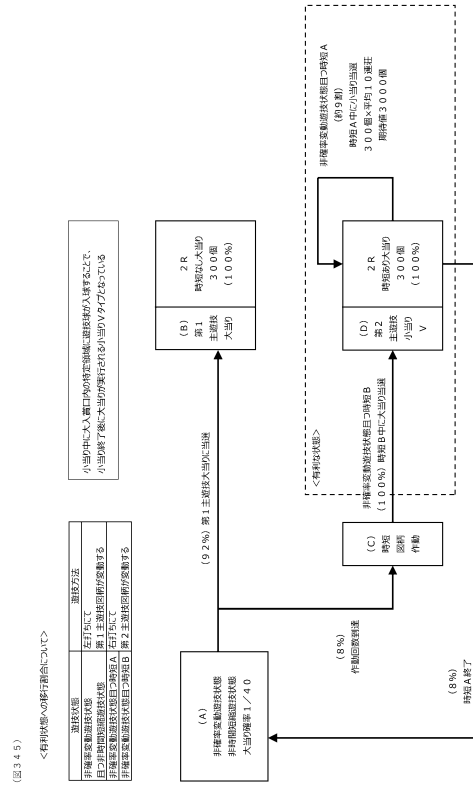 (図345)
<有利状態への移行割合について>
遊技状態
遊技方法
非確率変動遊技状態
且つ非時間短縮遊技状態
左打ちにて
第1主遊技図柄が変動する
非確率変動遊技状態且つ時短A
非確率変動遊技状態且つ時短B
右打ちにて
第2主遊技図柄が変動する
小当り中に大入賞口内の特定領域に遊技球が入球することで、
小当り終了後に大当りが実行される小当りVタイプとなっている
(A)
非確率変動遊技状態
非時間短縮遊技状態
大当り確率1/40
(92%)第1主遊技大当りに当選
(B)
第1
主遊技
大当り
2R
時短なし大当り
300個
(100%)
(8%)
作動回数到達
(C)
時短
図柄
作動
<有利な状態>
非確率変動遊技状態且つ時短B
(100%)時短B中に大当り当選
(D)
第2
主遊技
小当り
V
2R
時短あり大当り
300個
(100%)
非確率変動遊技状態且つ時短A
(約9割)
時短A中に小当り当選
300個×平均10連荘
期待値3000個
(8%)
時短A終了